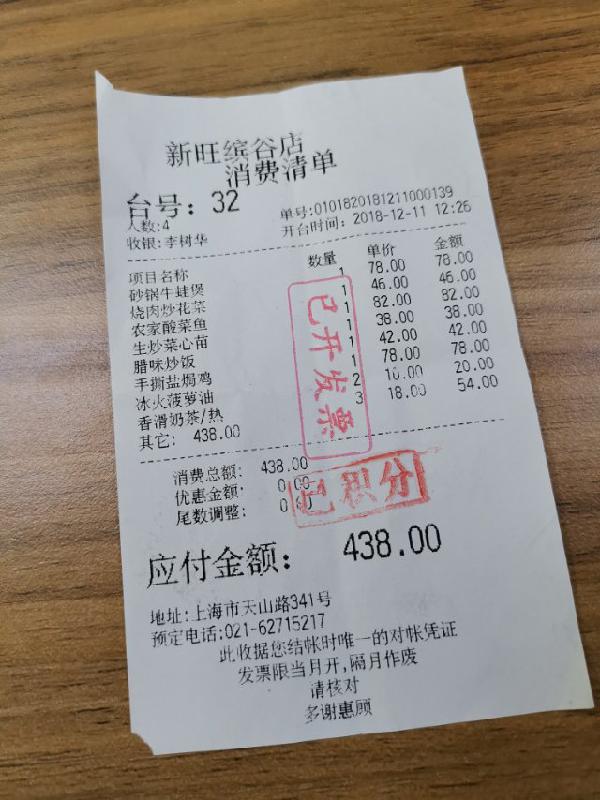 新旺缤谷店
消费清单
台号：32
人数:4
单号:0101820181211000139
收银:李树华
开台时间：2018-12-11 12:26
项目名称 数量 单价 金额
砂锅牛蛙煲 1 78.00 78.00
烧肉炒花菜 1 46.00 46.00
农家酸菜鱼 1 82.00 82.00
生炒菜心苗 1 38.00 38.00
腊味炒饭 1 42.00 42.00
手撕盐焗鸡 1 78.00 78.00
冰火菠萝油 2 10.00 20.00
香滑奶茶/热 3 18.00 54.00
其它: 438.00
已开发票
消费总额: 438.00
优惠金额: 0.00
尾数调整: 0.00
已积分
应付金额: 438.00
地址:上海市天山路341号
预定电话:021-62715217
此收据您结帐时唯一的对帐凭证
发票限当月开,隔月作废
请核对
多谢惠顾